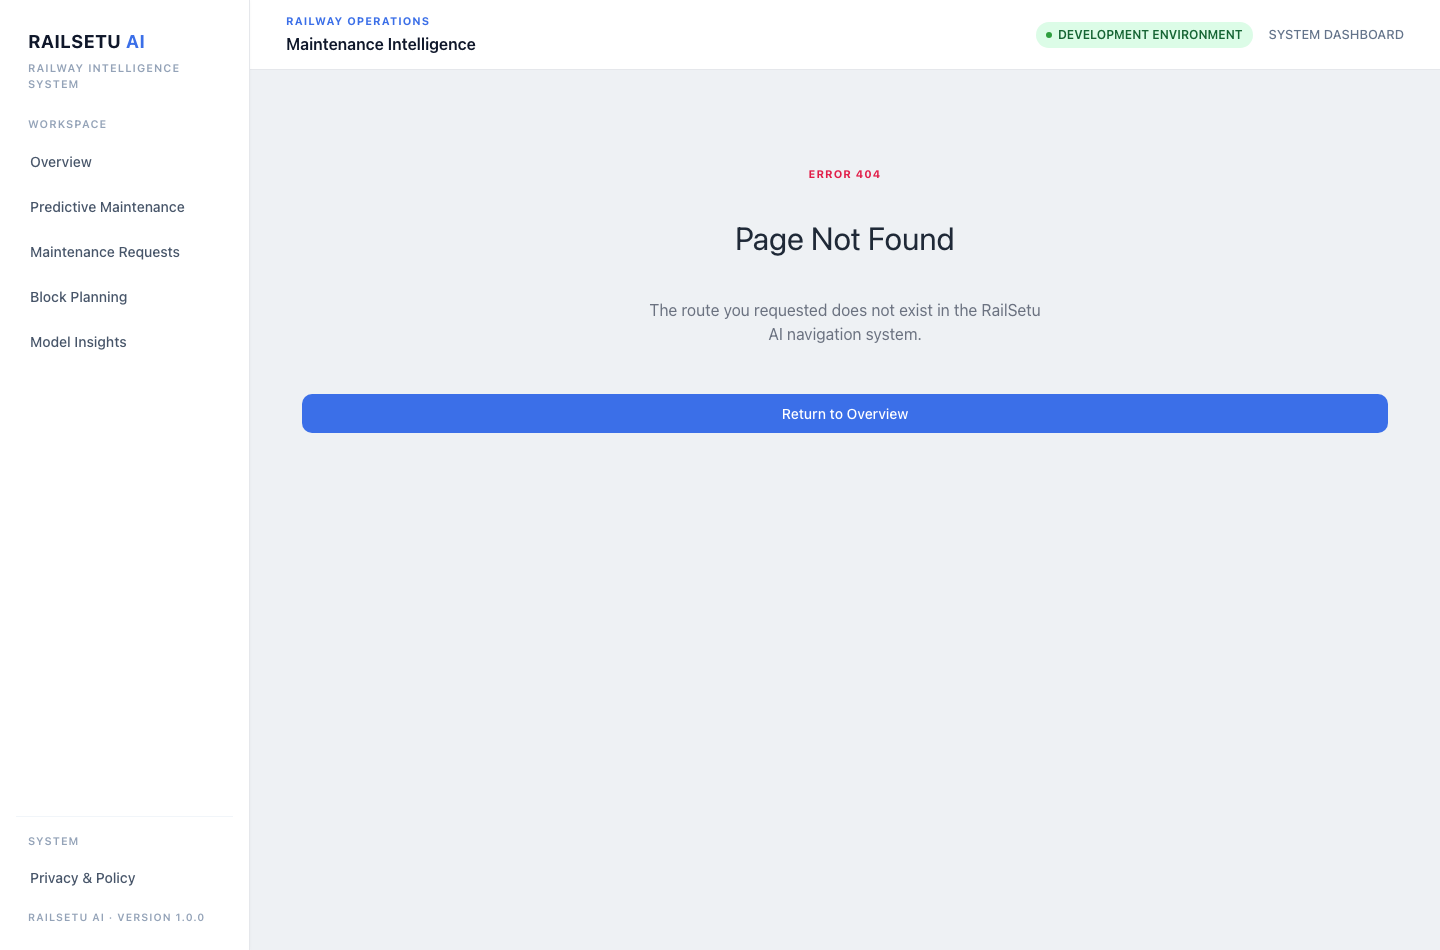 RAILSETU AI
RAILWAY INTELLIGENCE
SYSTEM
WORKSPACE
Overview
Predictive Maintenance
Maintenance Requests
Block Planning
Model Insights
SYSTEM
Privacy & Policy
RAILSETU AI · VERSION 1.0.0
RAILWAY OPERATIONS
Maintenance Intelligence
DEVELOPMENT ENVIRONMENT
SYSTEM DASHBOARD
ERROR 404
Page Not Found
The route you requested does not exist in the RailSetu
AI navigation system.
Return to Overview